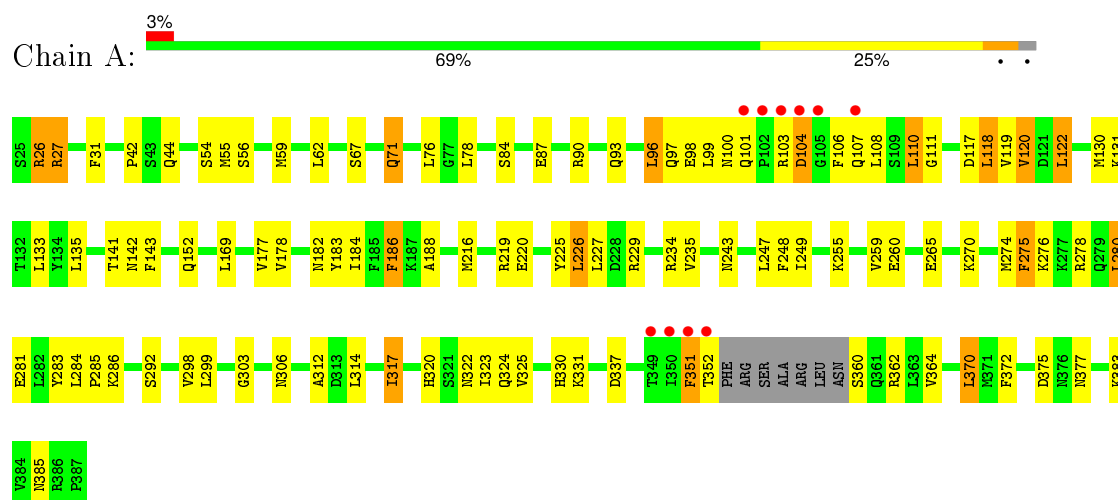 3%
Chain A:
69% 25% • •
S25 R26 R27 F31 P42 S43 Q44 S54 M55 S56 M59 L62 S67 Q71 L76 G77 L78 S84 E87 R90 Q93 L96 Q97 E98 L99 N100 Q101 P102 R103 D104 G105 F106 Q107 L108 S109 L110 G111 D117 L118 V119 V120 D121 L122 M130 K131
T132 L133 Y134 L135 T141 N142 F143 Q152 L169 V177 V178 N182 Y183 I184 F185 F186 K187 A188 M216 R219 E220 Y225 L226 L227 D228 R229 R234 V235 N243 L247 F248 I249 K255 V259 E260 E265 K270 M274 F275 K276 K277 R278 Q279 L280
E281 L282 Y283 L284 P285 K286 S292 V298 L299 G303 N306 A312 D313 L314 I317 H320 S321 N322 I323 Q324 V325 H330 K331 D337 T349 I350 F351 T352 PHE ARG SER ALA ARG LEU ASN S360 Q361 R362 L363 V364 L370 M371 F372 D375 N376 N377 K383
V384 N385 R386 P387